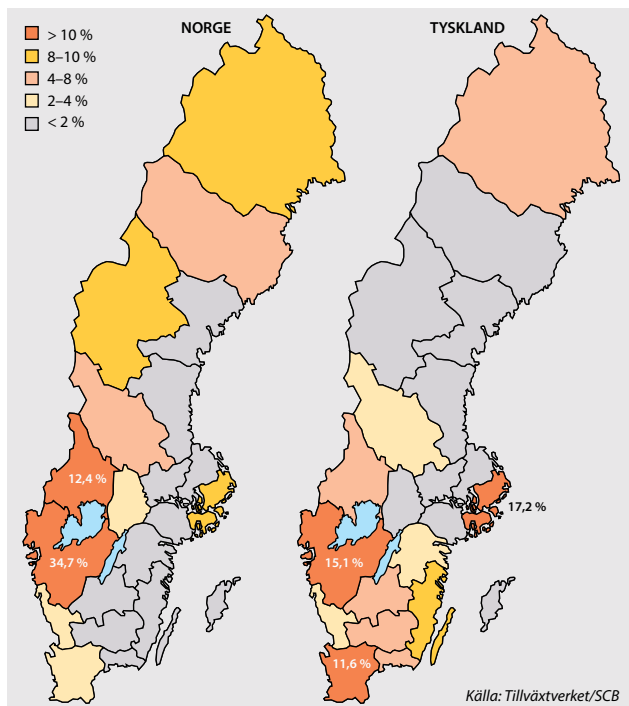 NORGE
TYSKLAND
> 10 %
8–10 %
4–8 %
2–4 %
< 2 %
12,4 %
34,7 %
17,2 %
15,1 %
11,6 %
Källa: Tillväxtverket/SCB